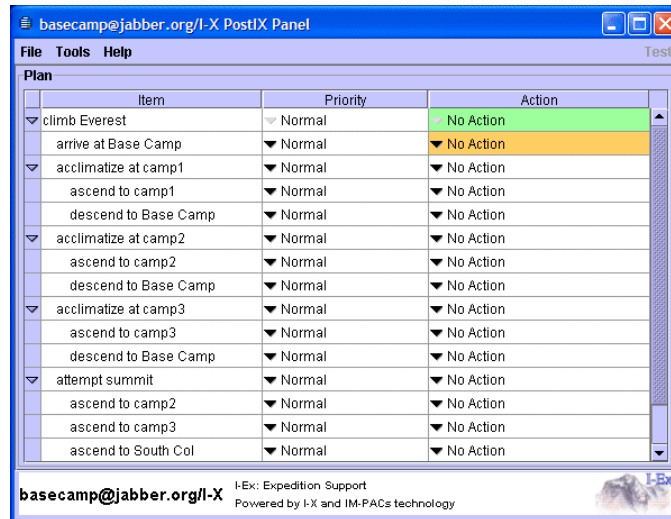 basecamp@jabber.org/I-X PostIX Panel
File Tools Help Test
Plan
Item Priority Action
climb Everest Normal No Action
arrive at Base Camp Normal No Action
acclimatize at camp1 Normal No Action
ascend to camp1 Normal No Action
descend to Base Camp Normal No Action
acclimatize at camp2 Normal No Action
ascend to camp2 Normal No Action
descend to Base Camp Normal No Action
acclimatize at camp3 Normal No Action
ascend to camp3 Normal No Action
descend to Base Camp Normal No Action
attempt summit Normal No Action
ascend to camp2 Normal No Action
ascend to camp3 Normal No Action
ascend to South Col Normal No Action
basecamp@jabber.org/I-X
I-Ex: Expedition Support
Powered by I-X and IM-PACs technology
I-Ex